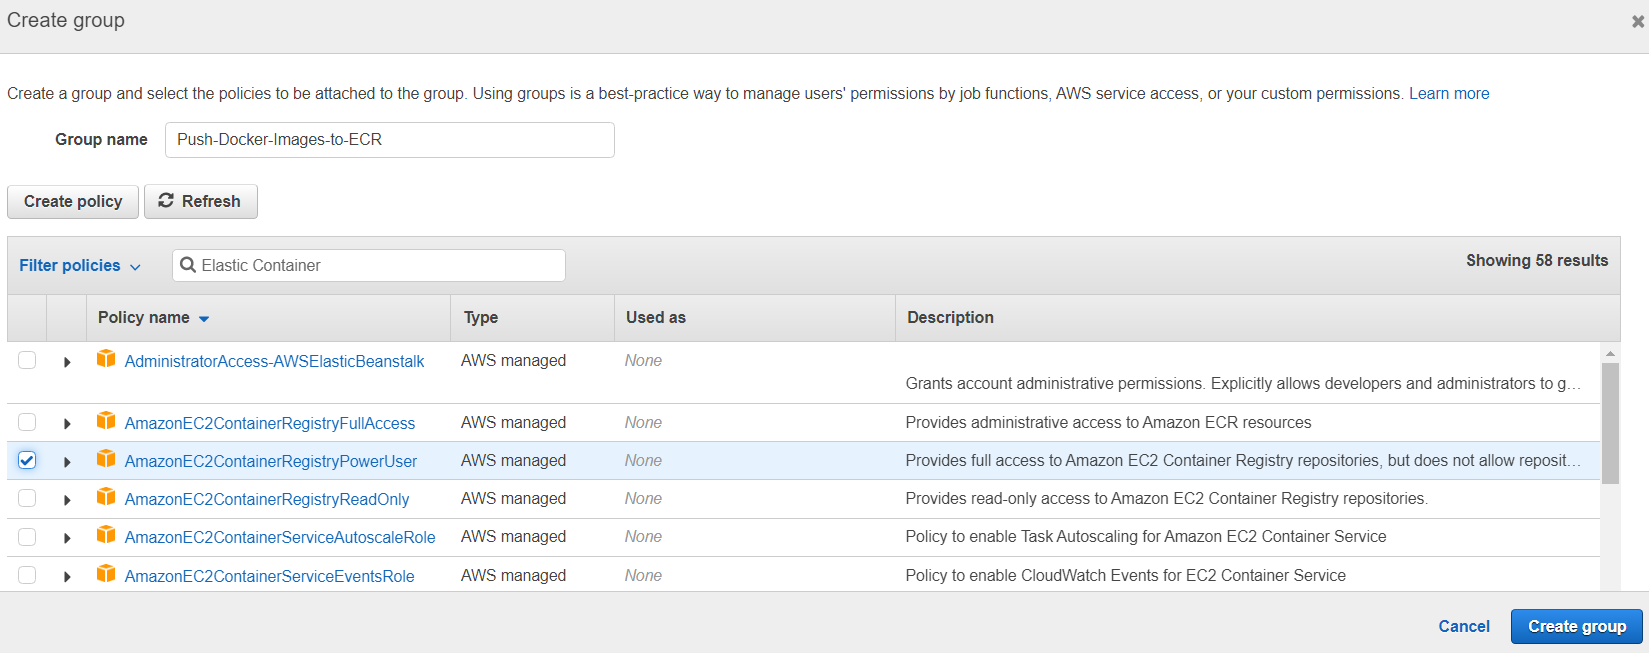 Create group
Create a group and select the policies to be attached to the group. Using groups is a best-practice way to manage users' permissions by job functions, AWS service access, or your custom permissions. Learn more
Group name Push-Docker-Images-to-ECR
Create policy Refresh
Filter policies Elastic Container Showing 58 results
Policy name Type Used as Description
AdministratorAccess-AWSElasticBeanstalk AWS managed None
Grants account administrative permissions. Explicitly allows developers and administrators to g…
AmazonEC2ContainerRegistryFullAccess AWS managed None Provides administrative access to Amazon ECR resources
AmazonEC2ContainerRegistryPowerUser AWS managed None Provides full access to Amazon EC2 Container Registry repositories, but does not allow reposit…
AmazonEC2ContainerRegistryReadOnly AWS managed None Provides read-only access to Amazon EC2 Container Registry repositories.
AmazonEC2ContainerServiceAutoscaleRole AWS managed None Policy to enable Task Autoscaling for Amazon EC2 Container Service
AmazonEC2ContainerServiceEventsRole AWS managed None Policy to enable CloudWatch Events for EC2 Container Service
Cancel Create group